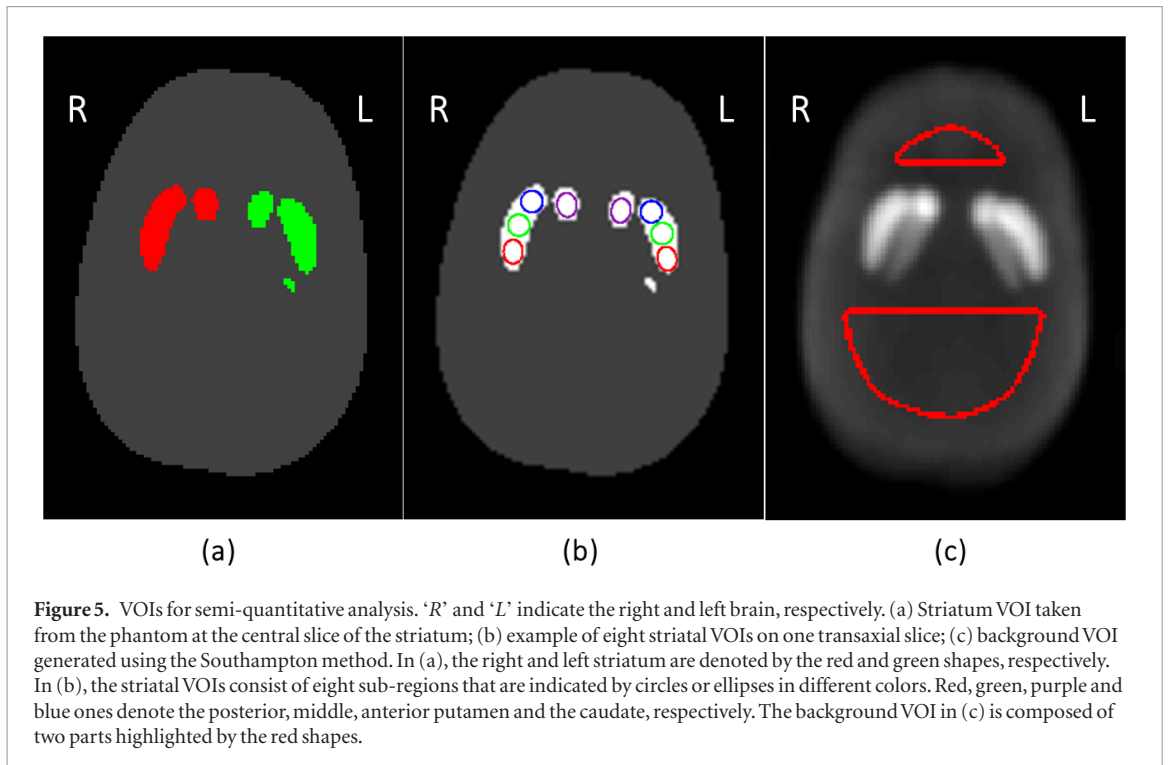 R L R L R L
(a) (b) (c)
Figure 5. VOIs for semi-quantitative analysis. ‘R’ and ‘L’ indicate the right and left brain, respectively. (a) Striatum VOI taken
from the phantom at the central slice of the striatum; (b) example of eight striatal VOIs on one transaxial slice; (c) background VOI
generated using the Southampton method. In (a), the right and left striatum are denoted by the red and green shapes, respectively.
In (b), the striatal VOIs consist of eight sub-regions that are indicated by circles or ellipses in different colors. Red, green, purple and
blue ones denote the posterior, middle, anterior putamen and the caudate, respectively. The background VOI in (c) is composed of
two parts highlighted by the red shapes.